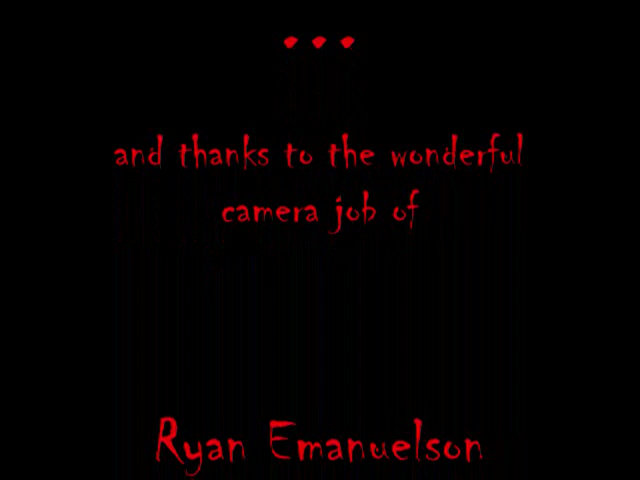 ...
and thanks to the wonderful
camera job of
Ryan Emanuelson